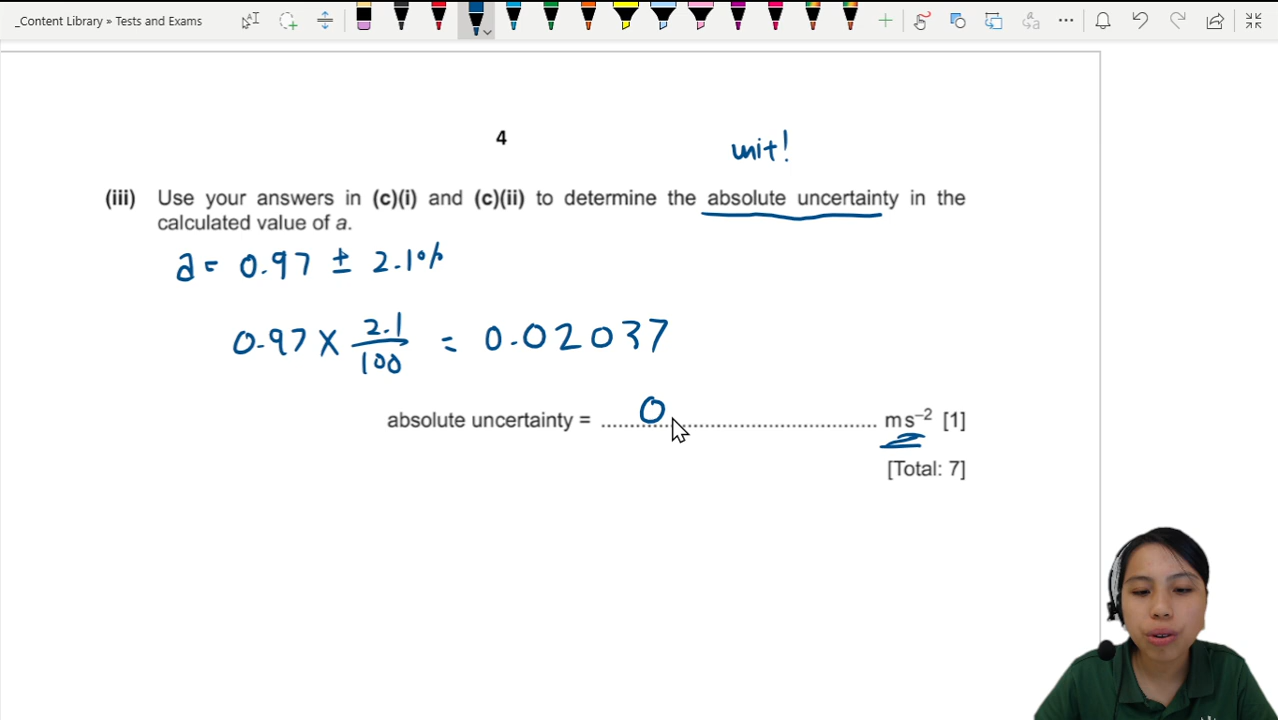 _Content Library » Tests and Exams
4
unit!
(iii) Use your answers in (c)(i) and (c)(ii) to determine the absolute uncertainty in the
calculated value of a.
a = 0.97 ± 2.1%
0.97 × 2.1/100 = 0.02037
absolute uncertainty = ...0... m s⁻² [1]
[Total: 7]